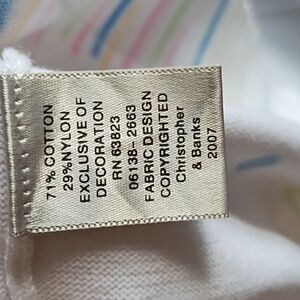 71% COTTON
29%NYLON
EXCLUSIVE OF
DECORATION
RN 63823
06138-2663
FABRIC DESIGN
COPYRIGHTED
Christopher
& Banks
2007